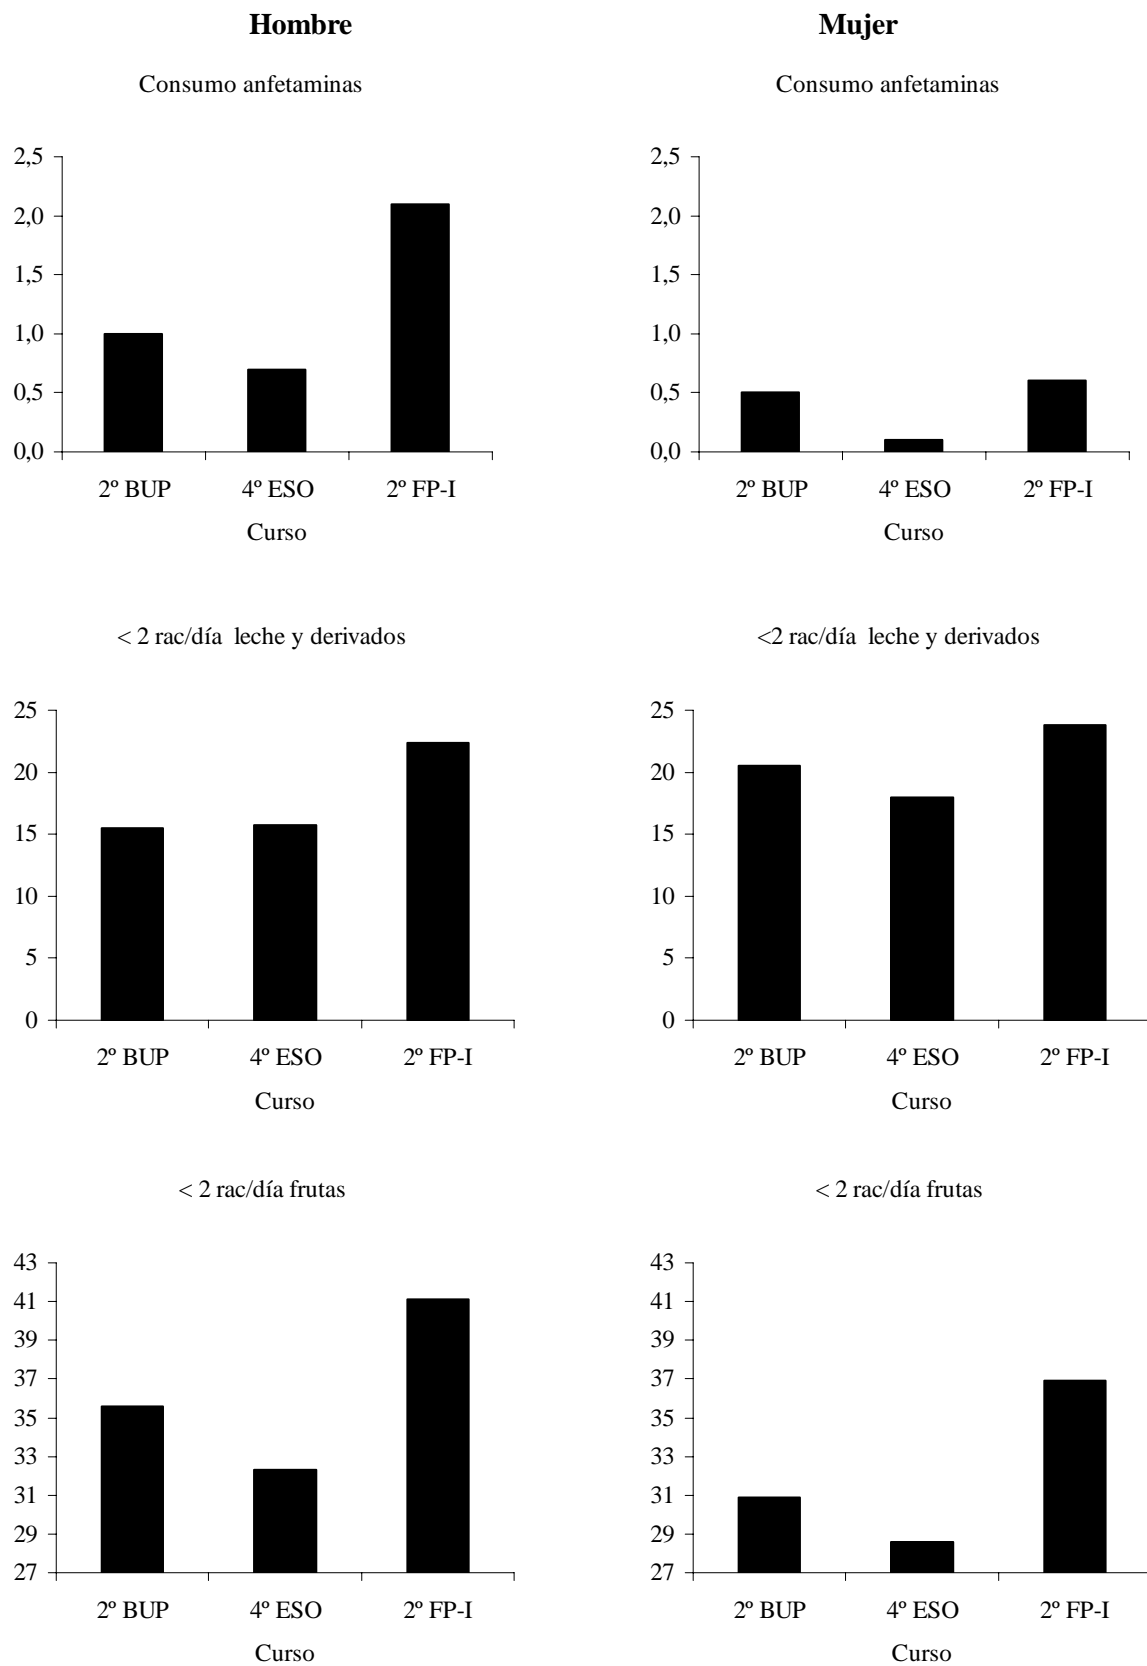 Hombre
Mujer
Consumo anfetaminas
Consumo anfetaminas
2,5
2,0
1,5
1,0
0,5
0,0
2º BUP 4º ESO 2º FP-I
Curso
2,5
2,0
1,5
1,0
0,5
0,0
2º BUP 4º ESO 2º FP-I
Curso
< 2 rac/día leche y derivados
<2 rac/día leche y derivados
25
20
15
10
5
0
2º BUP 4º ESO 2º FP-I
Curso
25
20
15
10
5
0
2º BUP 4º ESO 2º FP-I
Curso
< 2 rac/día frutas
< 2 rac/día frutas
43
41
39
37
35
33
31
29
27
2º BUP 4º ESO 2º FP-I
Curso
43
41
39
37
35
33
31
29
27
2º BUP 4º ESO 2º FP-I
Curso